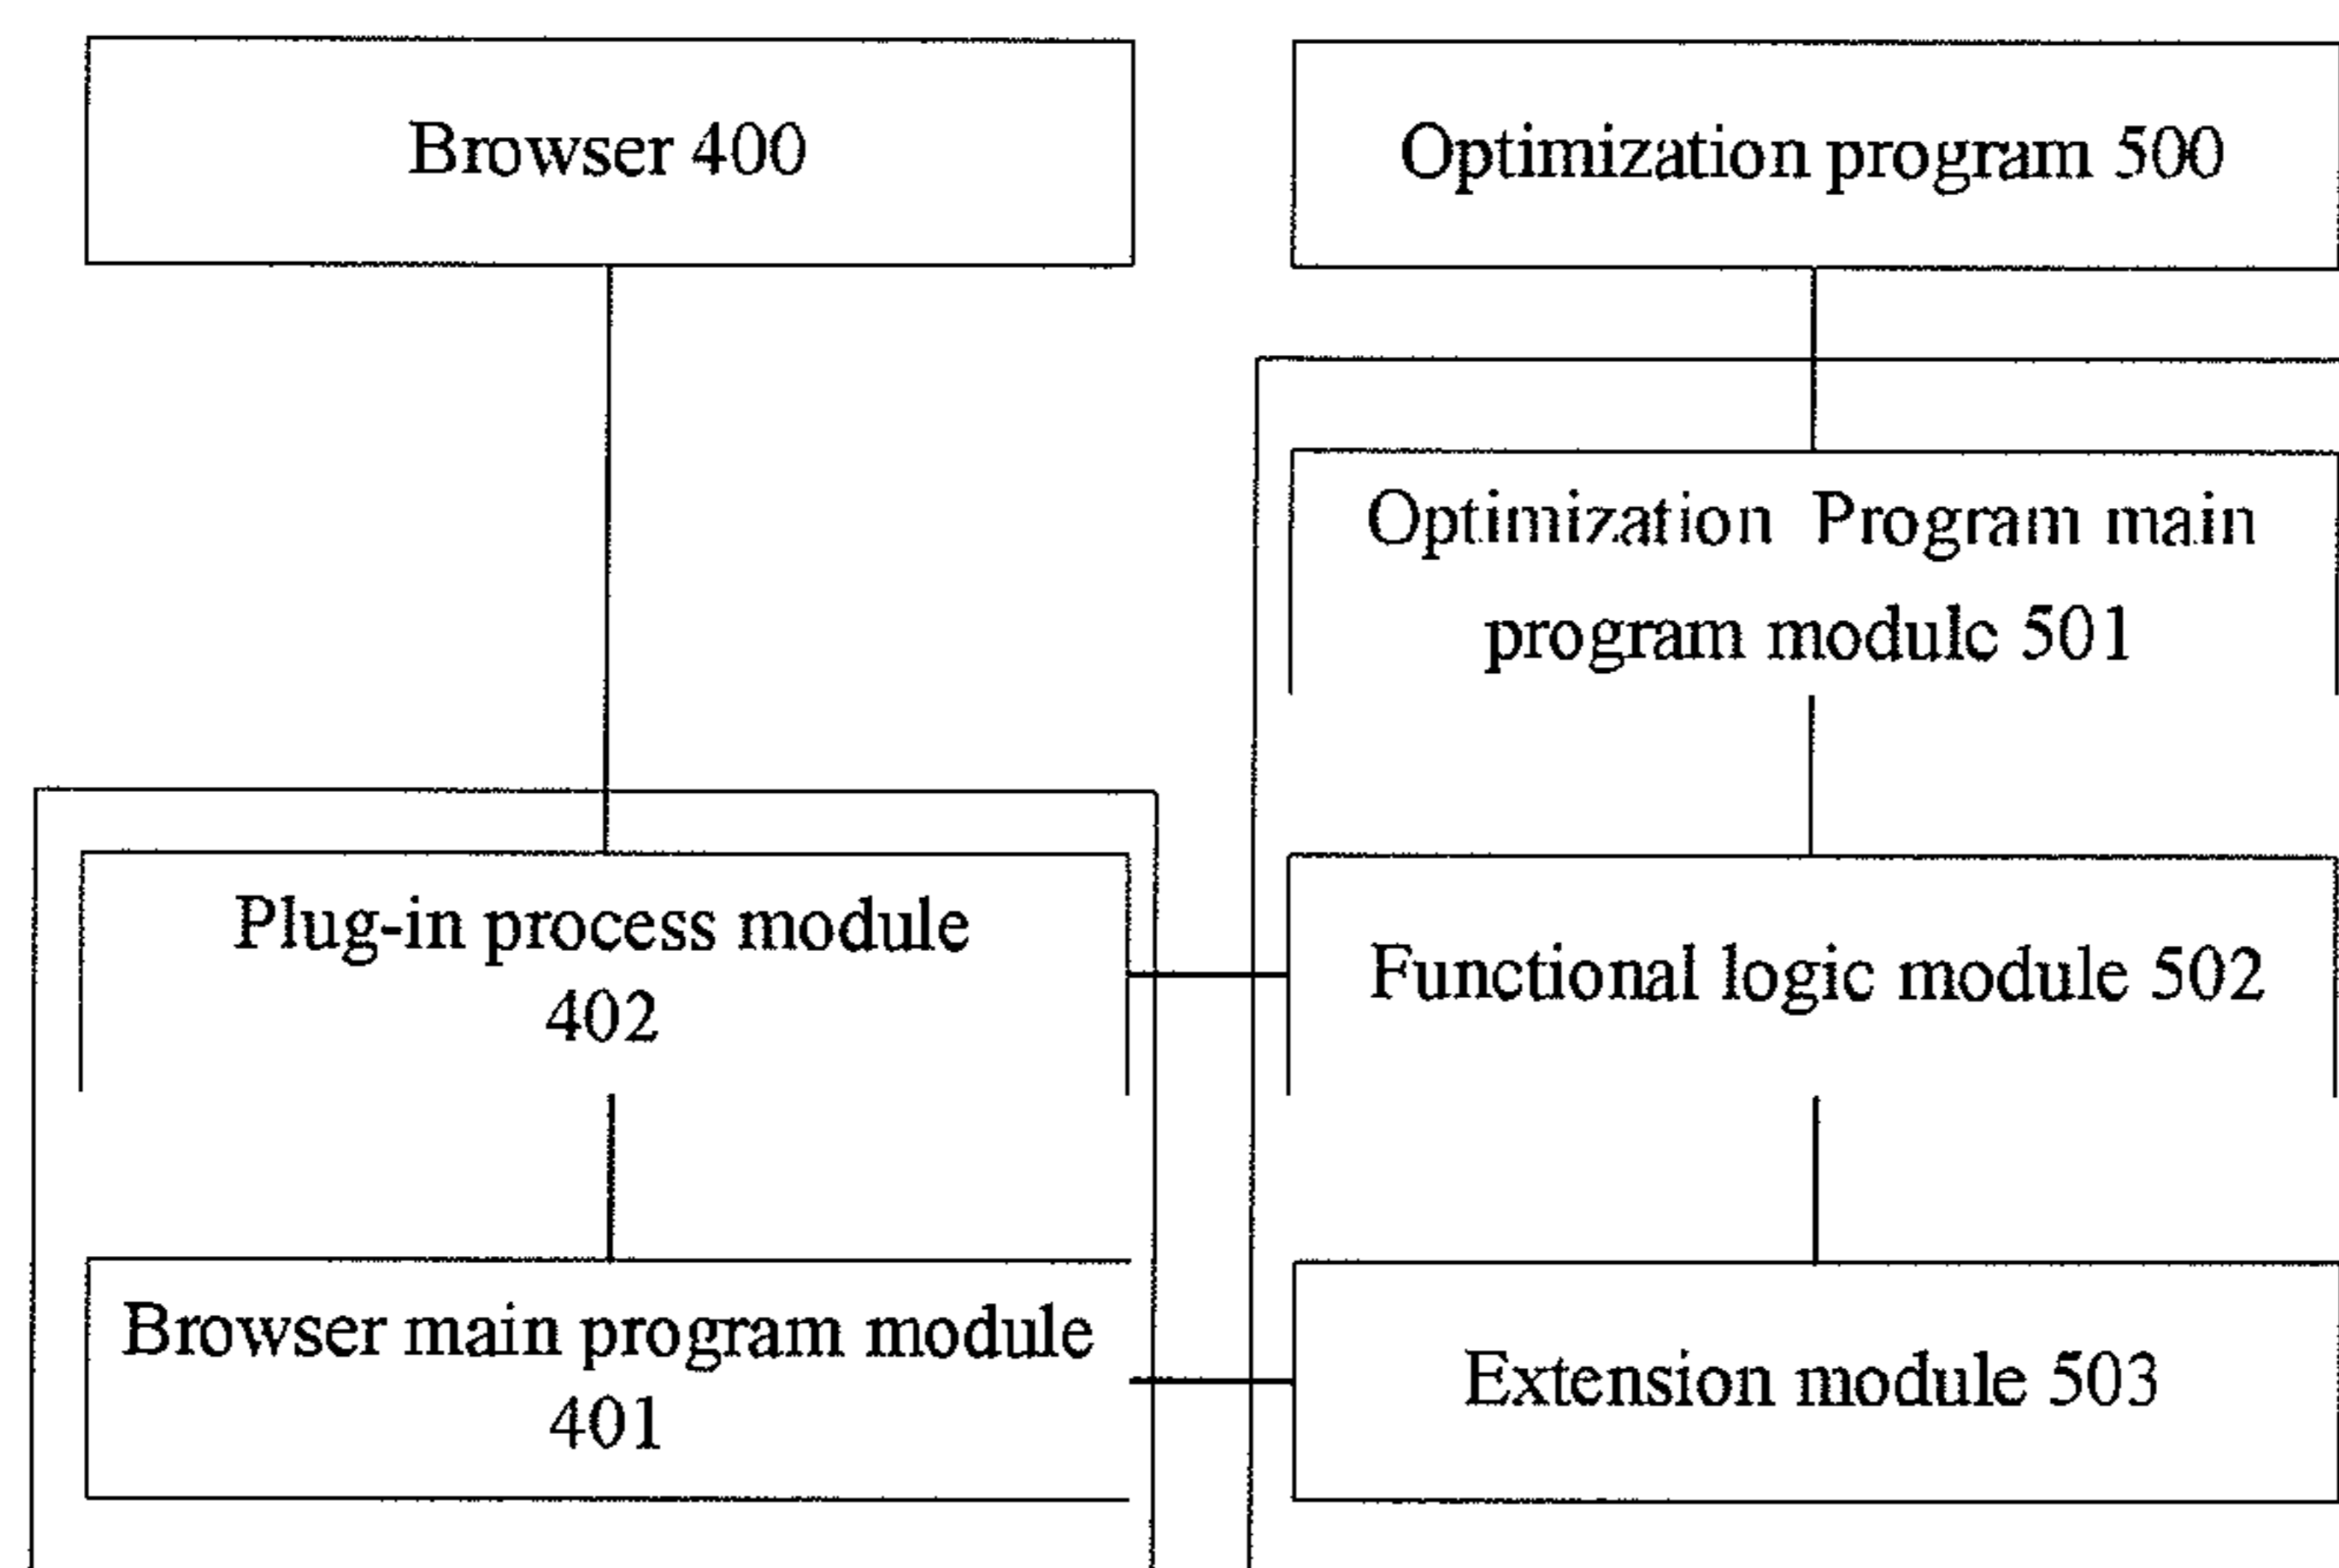 Browser 400
Optimization program 500
Optimization Program main
program module 501
Plug-in process module
402
Functional logic module 502
Browser main program module
401
Extension module 503